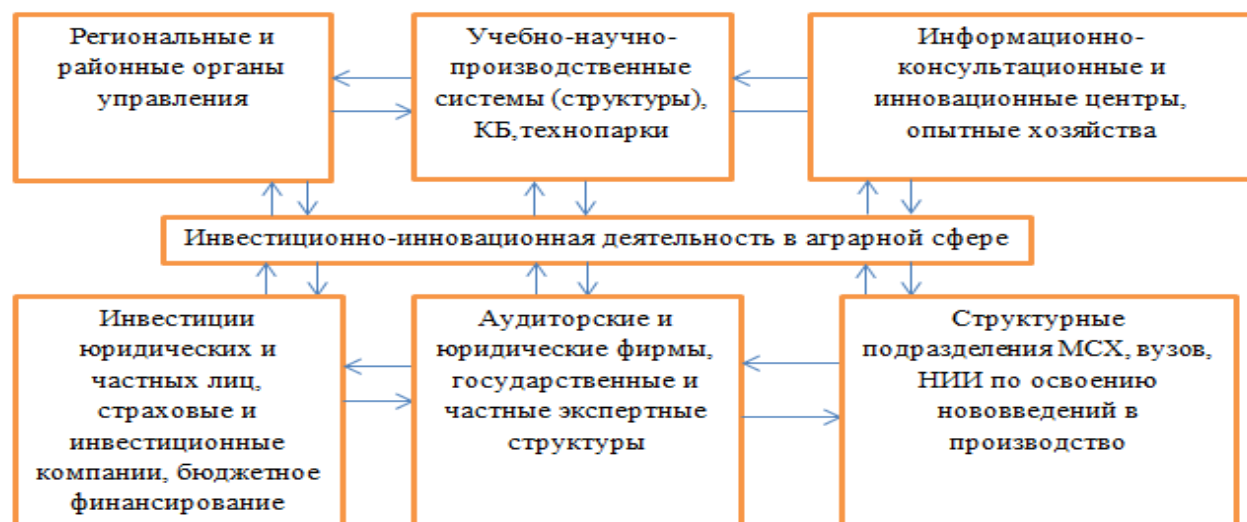 Региональные и
районные органы
управления
Учебно-научно-
производственные
системы (структуры),
КБ,технопарки
Информационно-
консультационные и
инновационные центры,
опытные хозяйства
Инвестиционно-инновационная деятельность в аграрной сфере
Инвестиции
юридических и
частных лиц,
страховые и
инвестиционные
компании, бюджетное
финансирование
Аудиторские и
юридические фирмы,
государственные и
частные экспертные
структуры
Структурные
подразделения МСХ, вузов,
НИИ по освоению
нововведений в
производство